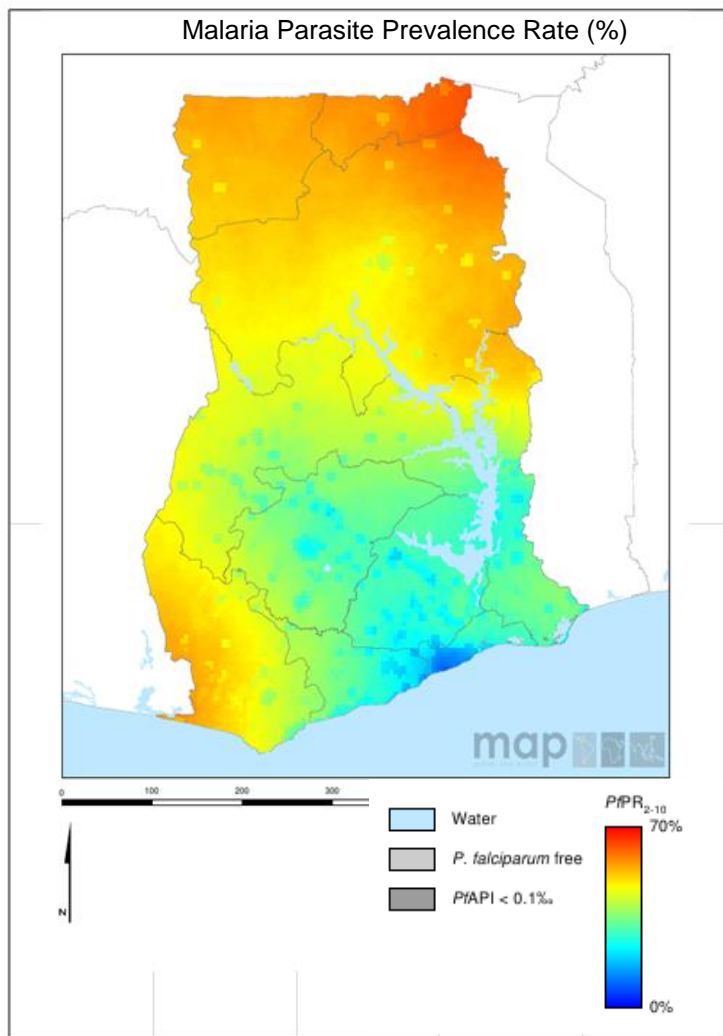 Malaria Parasite Prevalence Rate (%)
map
0 100 200 300
N
Water
P. falciparum free
PfAPI < 0.1‰
PfPR2-10
70%
0%